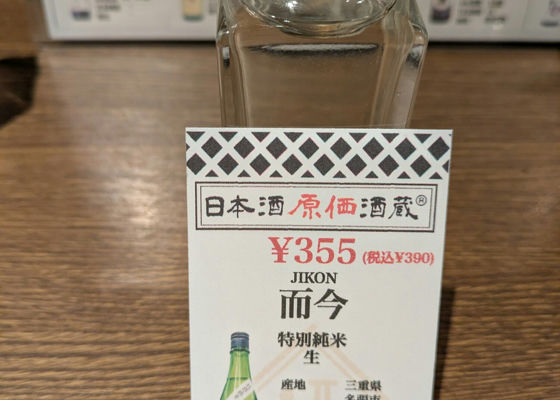 日本酒原価酒蔵®
¥355 (税込¥390)
JIKON
而今
特別純米
生
産地 三重県